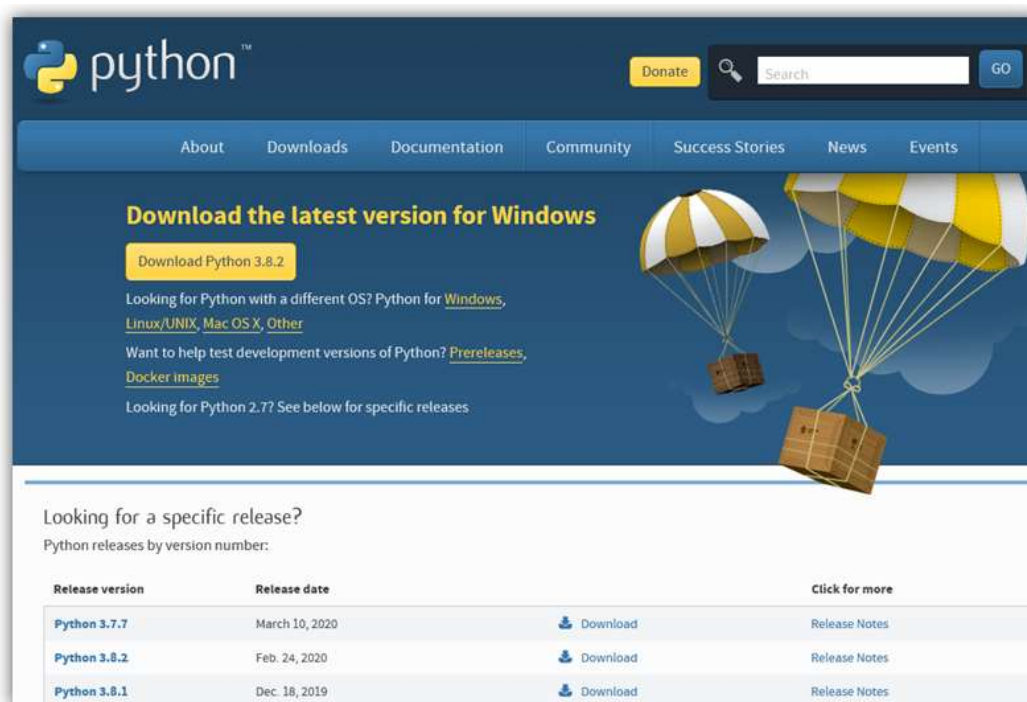 python™
Donate
Search
GO
About Downloads Documentation Community Success Stories News Events
Download the latest version for Windows
Download Python 3.8.2
Looking for Python with a different OS? Python for Windows,
Linux/UNIX, Mac OS X, Other
Want to help test development versions of Python? Prereleases,
Docker images
Looking for Python 2.7? See below for specific releases
Looking for a specific release?
Python releases by version number:
Release version Release date Click for more
Python 3.7.7 March 10, 2020 Download Release Notes
Python 3.8.2 Feb. 24, 2020 Download Release Notes
Python 3.8.1 Dec. 18, 2019 Download Release Notes